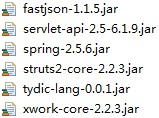 fastjson-1.1.5.jar
servlet-api-2.5-6.1.9.jar
spring-2.5.6.jar
struts2-core-2.2.3.jar
tydic-lang-0.0.1.jar
xwork-core-2.2.3.jar